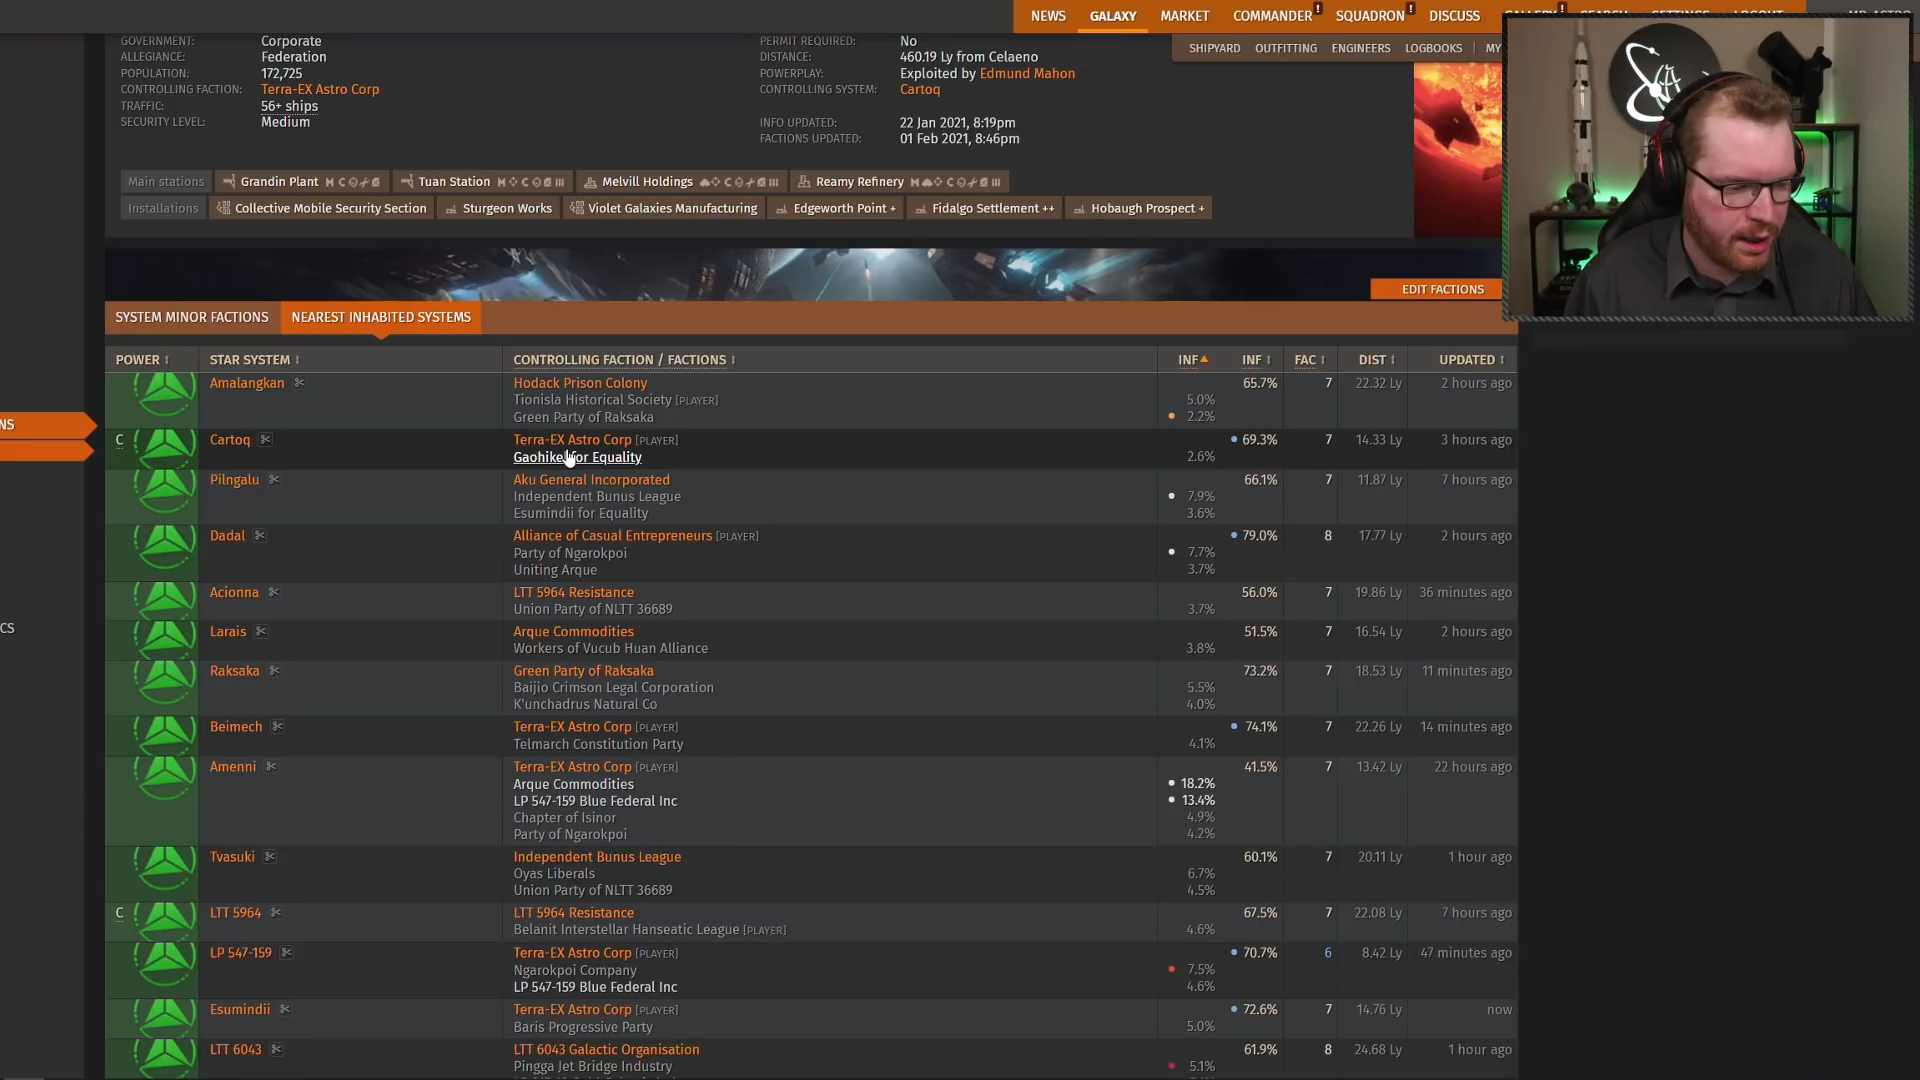 NEWS GALAXY MARKET COMMANDER ! SQUADRON ! DISCUSS GALLERY ! SEARCH SETTINGS LOGOUT
SHIPYARD OUTFITTING ENGINEERS LOGBOOKS MY
GOVERNMENT: Corporate
ALLEGIANCE: Federation
POPULATION: 172,725
CONTROLLING FACTION: Terra-EX Astro Corp
TRAFFIC: 56+ ships
SECURITY LEVEL: Medium
PERMIT REQUIRED: No
DISTANCE: 460.19 Ly from Celaeno
POWERPLAY: Exploited by Edmund Mahon
CONTROLLING SYSTEM: Cartoq
INFO UPDATED: 22 Jan 2021, 8:19pm
FACTIONS UPDATED: 01 Feb 2021, 8:46pm
Main stations Grandin Plant Tuan Station Melvill Holdings Reamy Refinery
Installations Collective Mobile Security Section Sturgeon Works Violet Galaxies Manufacturing Edgeworth Point + Fidalgo Settlement ++ Hobaugh Prospect +
EDIT FACTIONS
SYSTEM MINOR FACTIONS NEAREST INHABITED SYSTEMS
POWER STAR SYSTEM CONTROLLING FACTION / FACTIONS INF INF FAC DIST UPDATED
Amalangkan Hodack Prison Colony 65.7% 7 22.32 Ly 2 hours ago
Tionisla Historical Society [PLAYER] 5.0%
Green Party of Raksaka 2.2%
C Cartoq Terra-EX Astro Corp [PLAYER] 69.3% 7 14.33 Ly 3 hours ago
Gaohikel for Equality 2.6%
Pilngalu Aku General Incorporated 66.1% 7 11.87 Ly 7 hours ago
Independent Bunus League 7.9%
Esumindii for Equality 3.6%
Dadal Alliance of Casual Entrepreneurs [PLAYER] 79.0% 8 17.77 Ly 2 hours ago
Party of Ngarokpoi 7.7%
Uniting Arque 3.7%
Acionna LTT 5964 Resistance 56.0% 7 19.86 Ly 36 minutes ago
Union Party of NLTT 36689 3.7%
Larais Arque Commodities 51.5% 7 16.54 Ly 2 hours ago
Workers of Vucub Huan Alliance 3.8%
Raksaka Green Party of Raksaka 73.2% 7 18.53 Ly 11 minutes ago
Baijio Crimson Legal Corporation 5.5%
K'unchadrus Natural Co 4.0%
Beimech Terra-EX Astro Corp [PLAYER] 74.1% 7 22.26 Ly 14 minutes ago
Telmarch Constitution Party 4.1%
Amenni Terra-EX Astro Corp [PLAYER] 41.5% 7 13.42 Ly 22 hours ago
Arque Commodities 18.2%
LP 547-159 Blue Federal Inc 13.4%
Chapter of Isinor 4.9%
Party of Ngarokpoi 4.2%
Tvasuki Independent Bunus League 60.1% 7 20.11 Ly 1 hour ago
Oyas Liberals 6.7%
Union Party of NLTT 36689 4.5%
C LTT 5964 LTT 5964 Resistance 67.5% 7 22.08 Ly 7 hours ago
Belanit Interstellar Hanseatic League [PLAYER] 4.6%
LP 547-159 Terra-EX Astro Corp [PLAYER] 70.7% 6 8.42 Ly 47 minutes ago
Ngarokpoi Company 7.5%
LP 547-159 Blue Federal Inc 4.6%
Esumindii Terra-EX Astro Corp [PLAYER] 72.6% 7 14.76 Ly now
Baris Progressive Party 5.0%
LTT 6043 LTT 6043 Galactic Organisation 61.9% 8 24.68 Ly 1 hour ago
Pingga Jet Bridge Industry 5.1%
NS
CS